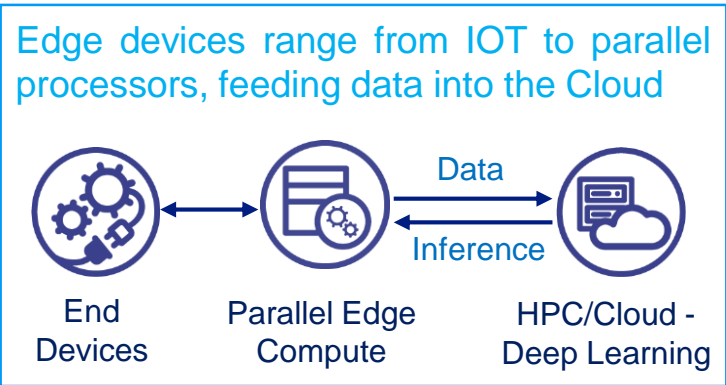 Edge devices range from IOT to parallel
processors, feeding data into the Cloud
Data
Inference
End
Devices
Parallel Edge
Compute
HPC/Cloud -
Deep Learning